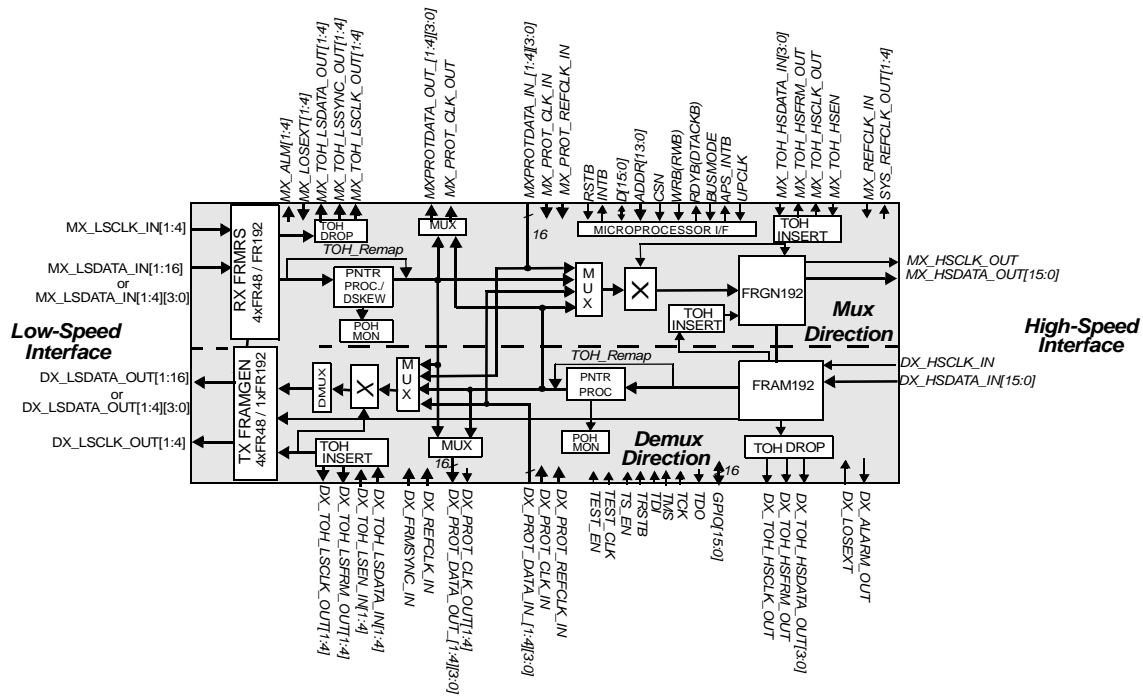 MX_ALM[1:4]
MX_LOSEXT[1:4]
MX_TOH_LSDATA_OUT[1:4]
MX_TOH_LSSYNC_OUT[1:4]
MX_TOH_LSCLK_OUT[1:4]
MXPROTDATA_OUT_[1:4][3:0]
MX_PROT_CLK_OUT
MXPROTDATA_IN_[1:4][3:0]
MX_PROT_CLK_IN
MX_PROT_REFCLK_IN
RSTB
INTB
D[15:0]
ADDR[13:0]
CSN
WRB(RWB)
RDYB(DTACKB)
BUSMODE
APS_INTB
UPCLK
MX_TOH_HSDATA_IN[3:0]
MX_TOH_HSFRM_OUT
MX_TOH_HSCLK_OUT
MX_TOH_HSEN
MX_REFCLK_IN
SYS_REFCLK_OUT[1:4]
MX_LSCLK_IN[1:4]
MX_LSDATA_IN[1:16]
or
MX_LSDATA_IN[1:4][3:0]
Low-Speed
Interface
DX_LSDATA_OUT[1:16]
or
DX_LSDATA_OUT[1:4][3:0]
DX_LSCLK_OUT[1:4]
RX FRMRS
4xFR48 / FR192
TOH
DROP
TOH_Remap
PNTR
PROC./
DSKEW
POH
MON
MUX
16
MICROPROCESSOR I/F
MUX
X
TOH
INSERT
FRGN192
TOH
INSERT
Mux
Direction
MX_HSCLK_OUT
MX_HSDATA_OUT[15:0]
High-Speed
Interface
DX_HSCLK_IN
DX_HSDATA_IN[15:0]
TX FRAMGEN
4xFR48 / 1xFR192
DMUX
X
MUX
TOH_Remap
PNTR
PROC
FRAM192
POH
MON
TOH
INSERT
MUX
16
Demux
Direction
TOH DROP
16
DX_TOH_LSCLK_OUT[1:4]
DX_TOH_LSFRM_OUT[1:4]
DX_TOH_LSEN_IN[1:4]
DX_TOH_LSDATA_IN[1:4]
DX_FRMSYNC_IN
DX_REFCLK_IN
DX_PROT_DATA_OUT_[1:4][3:0]
DX_PROT_CLK_OUT[1:4]
DX_PROT_DATA_IN_[1:4][3:0]
DX_PROT_CLK_IN
DX_PROT_REFCLK_IN
TEST_EN
TEST_CLK
TS_EN
TRSTB
TDI
TMS
TCK
TDO
GPIO[15:0]
DX_TOH_HSCLK_OUT
DX_TOH_HSFRM_OUT
DX_TOH_HSDATA_OUT[3:0]
DX_LOSEXT
DX_ALARM_OUT